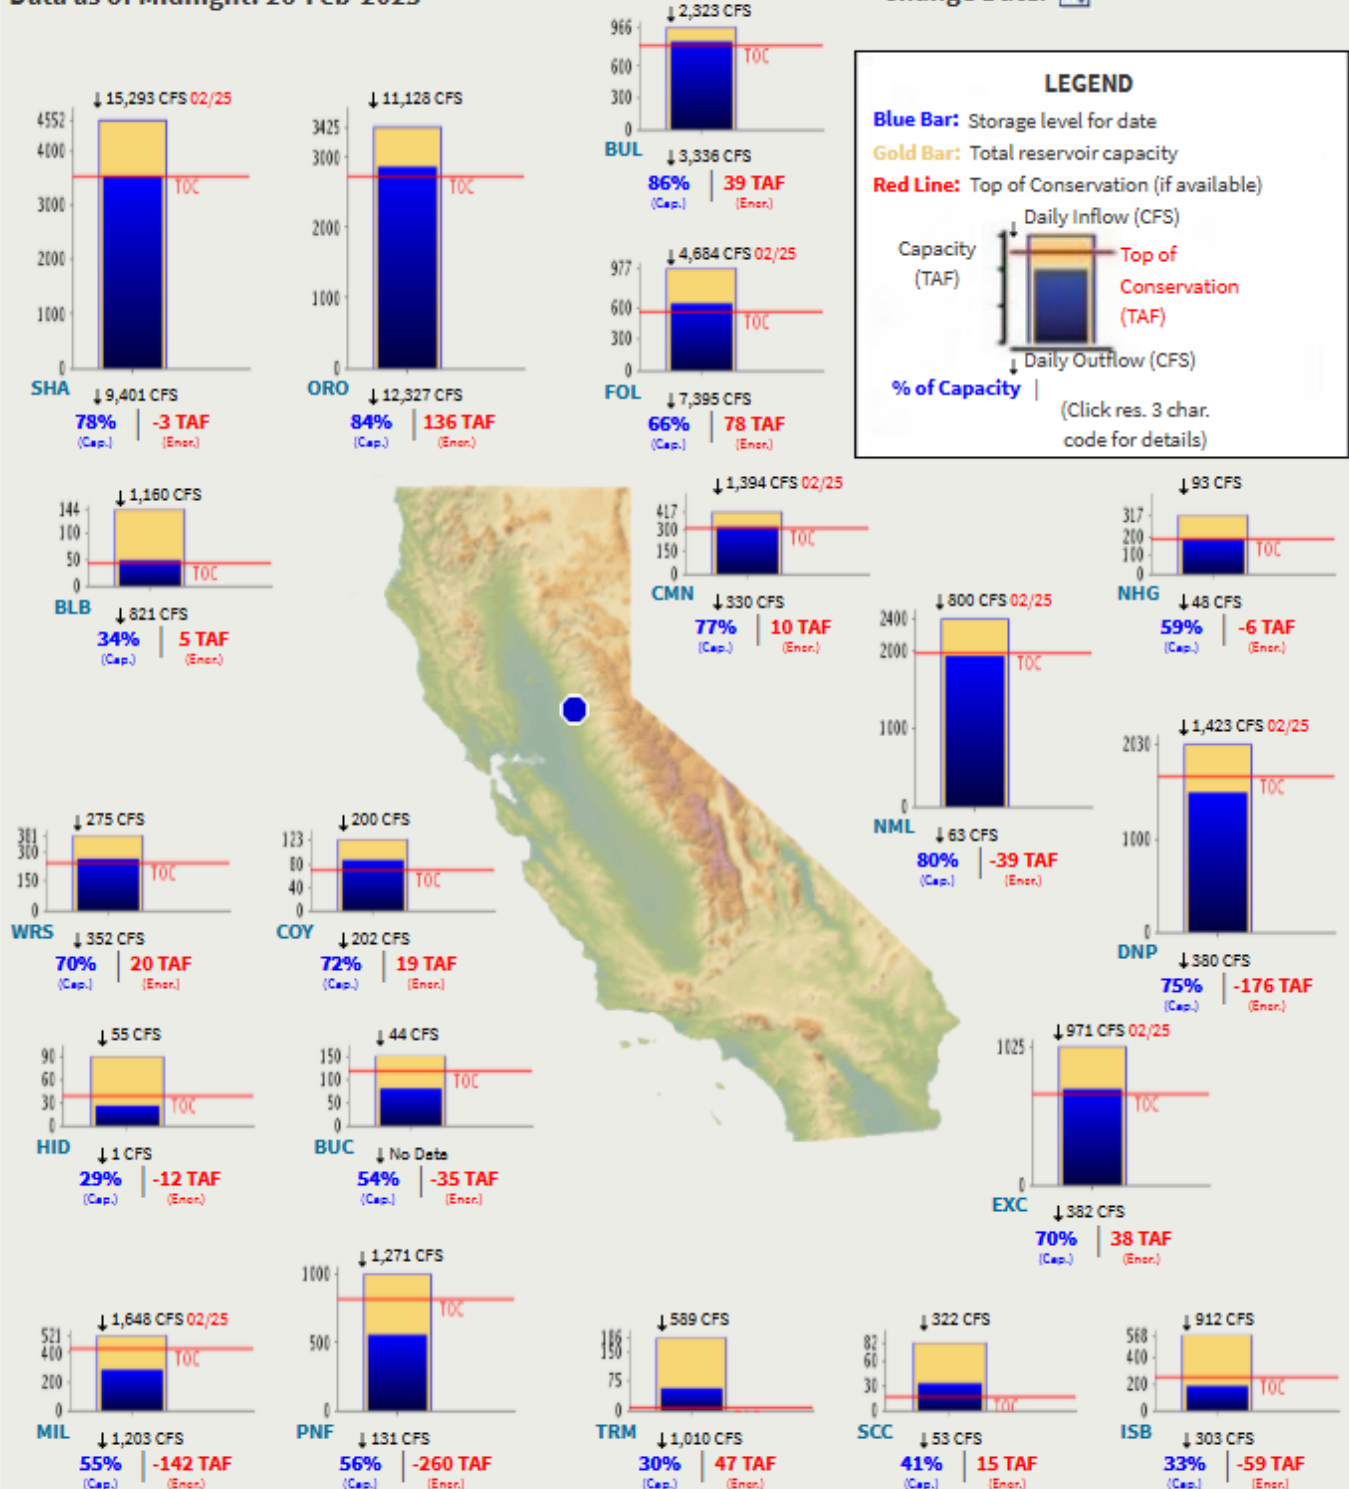 Data as of Midnight: 26-Feb-2025
↓ 2,323 CFS
966
600
300
0
TOC
BUL
↓ 3,336 CFS
86% | 39 TAF
(Cap.) (Encr.)
LEGEND
Blue Bar: Storage level for date
Gold Bar: Total reservoir capacity
Red Line: Top of Conservation (if available)
Daily Inflow (CFS)
Capacity
(TAF)
Top of
Conservation
(TAF)
Daily Outflow (CFS)
% of Capacity |
(Click res. 3 char.
code for details)
↓ 15,293 CFS 02/25
4552
4000
3000
2000
1000
0
TOC
SHA
↓ 9,401 CFS
78% | -3 TAF
(Cap.) (Encr.)
↓ 11,128 CFS
3425
3000
2000
1000
0
TOC
ORO
↓ 12,327 CFS
84% | 136 TAF
(Cap.) (Encr.)
↓ 4,684 CFS 02/25
977
600
300
0
TOC
FOL
↓ 7,395 CFS
66% | 78 TAF
(Cap.) (Encr.)
↓ 1,160 CFS
144
100
50
0
TOC
BLB
↓ 821 CFS
34% | 5 TAF
(Cap.) (Encr.)
↓ 1,394 CFS 02/25
417
300
150
0
TOC
CMN
↓ 330 CFS
77% | 10 TAF
(Cap.) (Encr.)
↓ 93 CFS
317
200
100
0
TOC
NHG
↓ 48 CFS
59% | -6 TAF
(Cap.) (Encr.)
↓ 800 CFS 02/25
2400
2000
1000
0
TOC
NML
↓ 63 CFS
80% | -39 TAF
(Cap.) (Encr.)
↓ 1,423 CFS 02/25
2030
1000
0
TOC
DNP
↓ 380 CFS
75% | -176 TAF
(Cap.) (Encr.)
↓ 275 CFS
381
300
150
0
TOC
WRS
↓ 352 CFS
70% | 20 TAF
(Cap.) (Encr.)
↓ 200 CFS
123
80
40
0
TOC
COY
↓ 202 CFS
72% | 19 TAF
(Cap.) (Encr.)
↓ 55 CFS
90
60
30
0
TOC
HID
↓ 1 CFS
29% | -12 TAF
(Cap.) (Encr.)
↓ 44 CFS
150
100
50
0
TOC
BUC
↓ No Data
54% | -35 TAF
(Cap.) (Encr.)
↓ 971 CFS 02/25
1025
0
TOC
EXC
↓ 382 CFS
70% | 38 TAF
(Cap.) (Encr.)
↓ 1,648 CFS 02/25
521
400
200
0
TOC
MIL
↓ 1,203 CFS
55% | -142 TAF
(Cap.) (Encr.)
↓ 1,271 CFS
1000
500
0
TOC
PNF
↓ 131 CFS
56% | -260 TAF
(Cap.) (Encr.)
↓ 589 CFS
186
150
75
0
TRM
↓ 1,010 CFS
30% | 47 TAF
(Cap.) (Encr.)
↓ 322 CFS
82
60
30
0
TOC
SCC
↓ 53 CFS
41% | 15 TAF
(Cap.) (Encr.)
↓ 912 CFS
568
400
200
0
TOC
ISB
↓ 303 CFS
33% | -59 TAF
(Cap.) (Encr.)